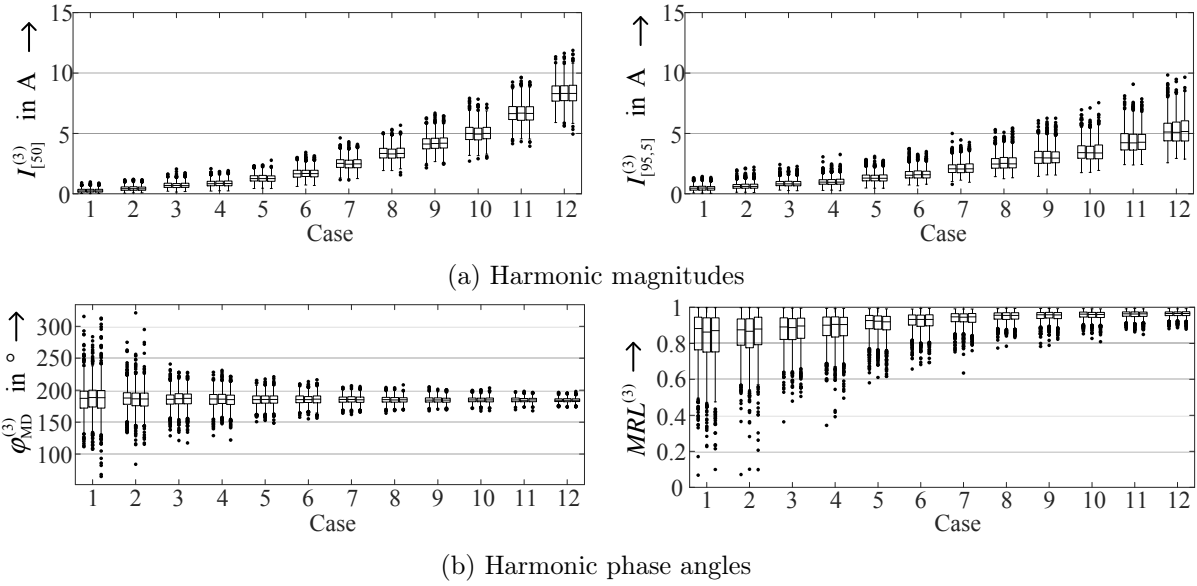 15
10
5
0
I_{[50]}^{(3)} in A →
1 2 3 4 5 6 7 8 9 10 11 12
Case
15
10
5
0
I_{[95,5]}^{(3)} in A →
1 2 3 4 5 6 7 8 9 10 11 12
Case
(a) Harmonic magnitudes
300
250
200
150
100
φ_{MD}^{(3)} in ° →
1 2 3 4 5 6 7 8 9 10 11 12
Case
1
0.8
0.6
0.4
0.2
0
MRL^{(3)} →
1 2 3 4 5 6 7 8 9 10 11 12
Case
(b) Harmonic phase angles